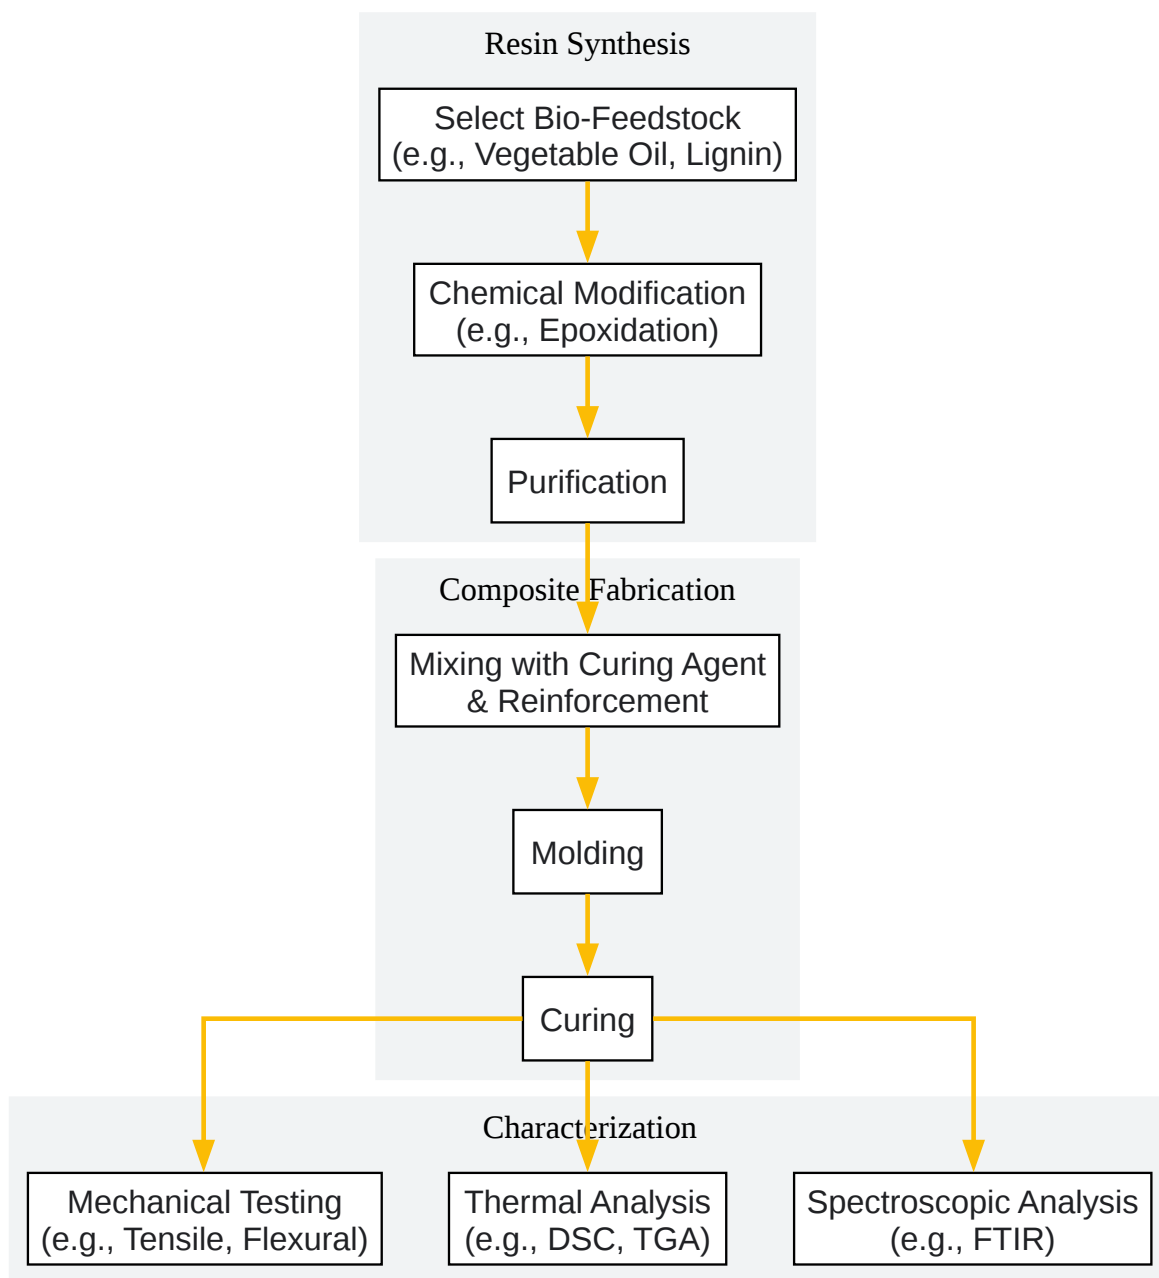 Resin Synthesis
Select Bio-Feedstock
(e.g., Vegetable Oil, Lignin)
Chemical Modification
(e.g., Epoxidation)
Purification
Composite Fabrication
Mixing with Curing Agent
& Reinforcement
Molding
Curing
Characterization
Mechanical Testing
(e.g., Tensile, Flexural)
Thermal Analysis
(e.g., DSC, TGA)
Spectroscopic Analysis
(e.g., FTIR)